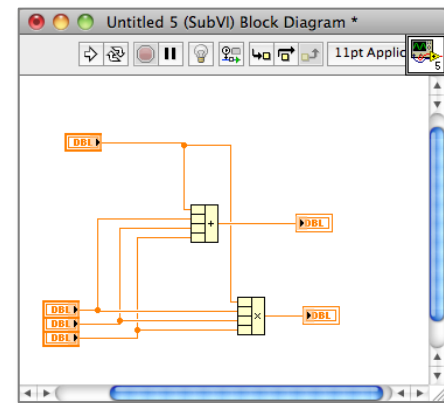 Untitled 5 (SubVI) Block Diagram *
11pt Applic
5
DBL
+
DBL
DBL
DBL
DBL
×
DBL